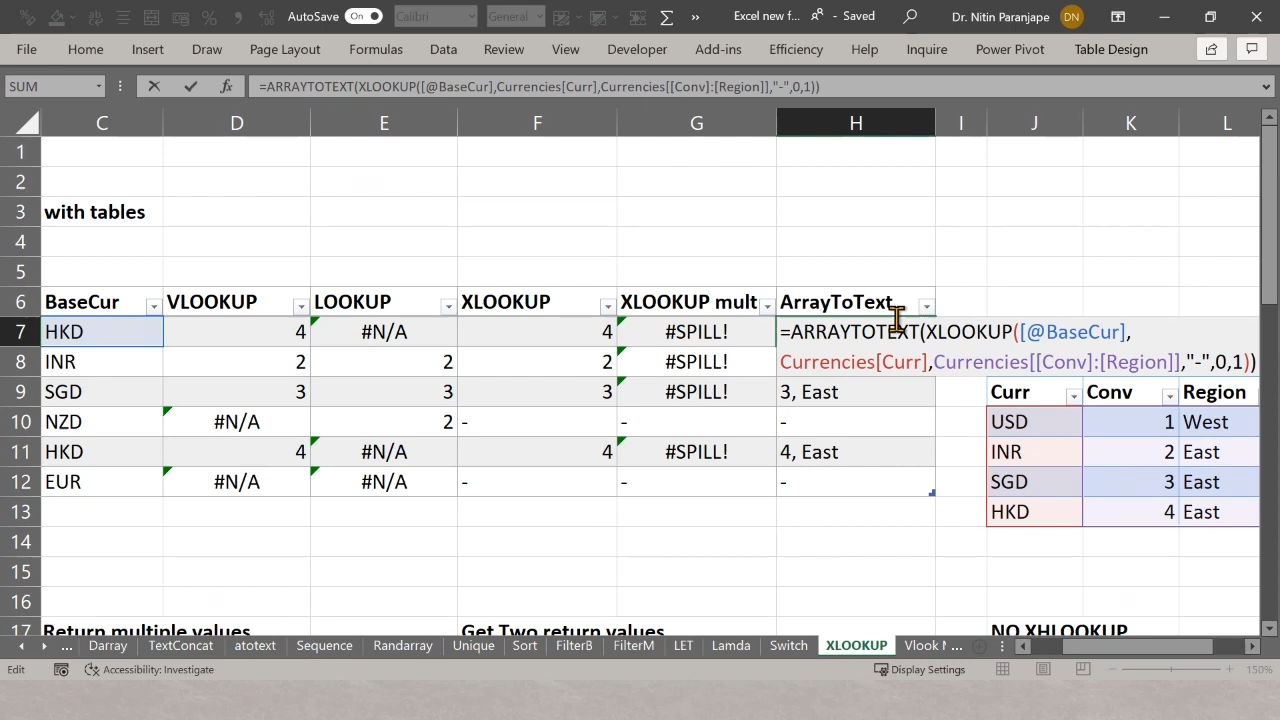 AutoSave On Calibri General Excel new f... - Saved Dr. Nitin Paranjape DN
File Home Insert Draw Page Layout Formulas Data Review View Developer Add-ins Efficiency Help Inquire Power Pivot Table Design
SUM =ARRAYTOTEXT(XLOOKUP([@BaseCur],Currencies[Curr],Currencies[[Conv]:[Region]],"-",0,1))
C D E F G H I J K L
1
2
3 with tables
4
5
6 BaseCur VLOOKUP LOOKUP XLOOKUP XLOOKUP mult ArrayToText
7 HKD 4 #N/A 4 #SPILL! =ARRAYTOTEXT(XLOOKUP([@BaseCur],
8 INR 2 2 2 #SPILL! Currencies[Curr],Currencies[[Conv]:[Region]],"-",0,1))
9 SGD 3 3 3 #SPILL! 3, East Curr Conv Region
10 NZD #N/A 2 - - - USD 1 West
11 HKD 4 #N/A 4 #SPILL! 4, East INR 2 East
12 EUR #N/A #N/A - - - SGD 3 East
13 HKD 4 East
14
15
16
17 Return multiple values Get Two return values NO XHLOOKUP
... Darray TextConcat atotext Sequence Randarray Unique Sort FilterB FilterM LET Lamda Switch XLOOKUP Vlook ...
Edit Accessibility: Investigate Display Settings 150%